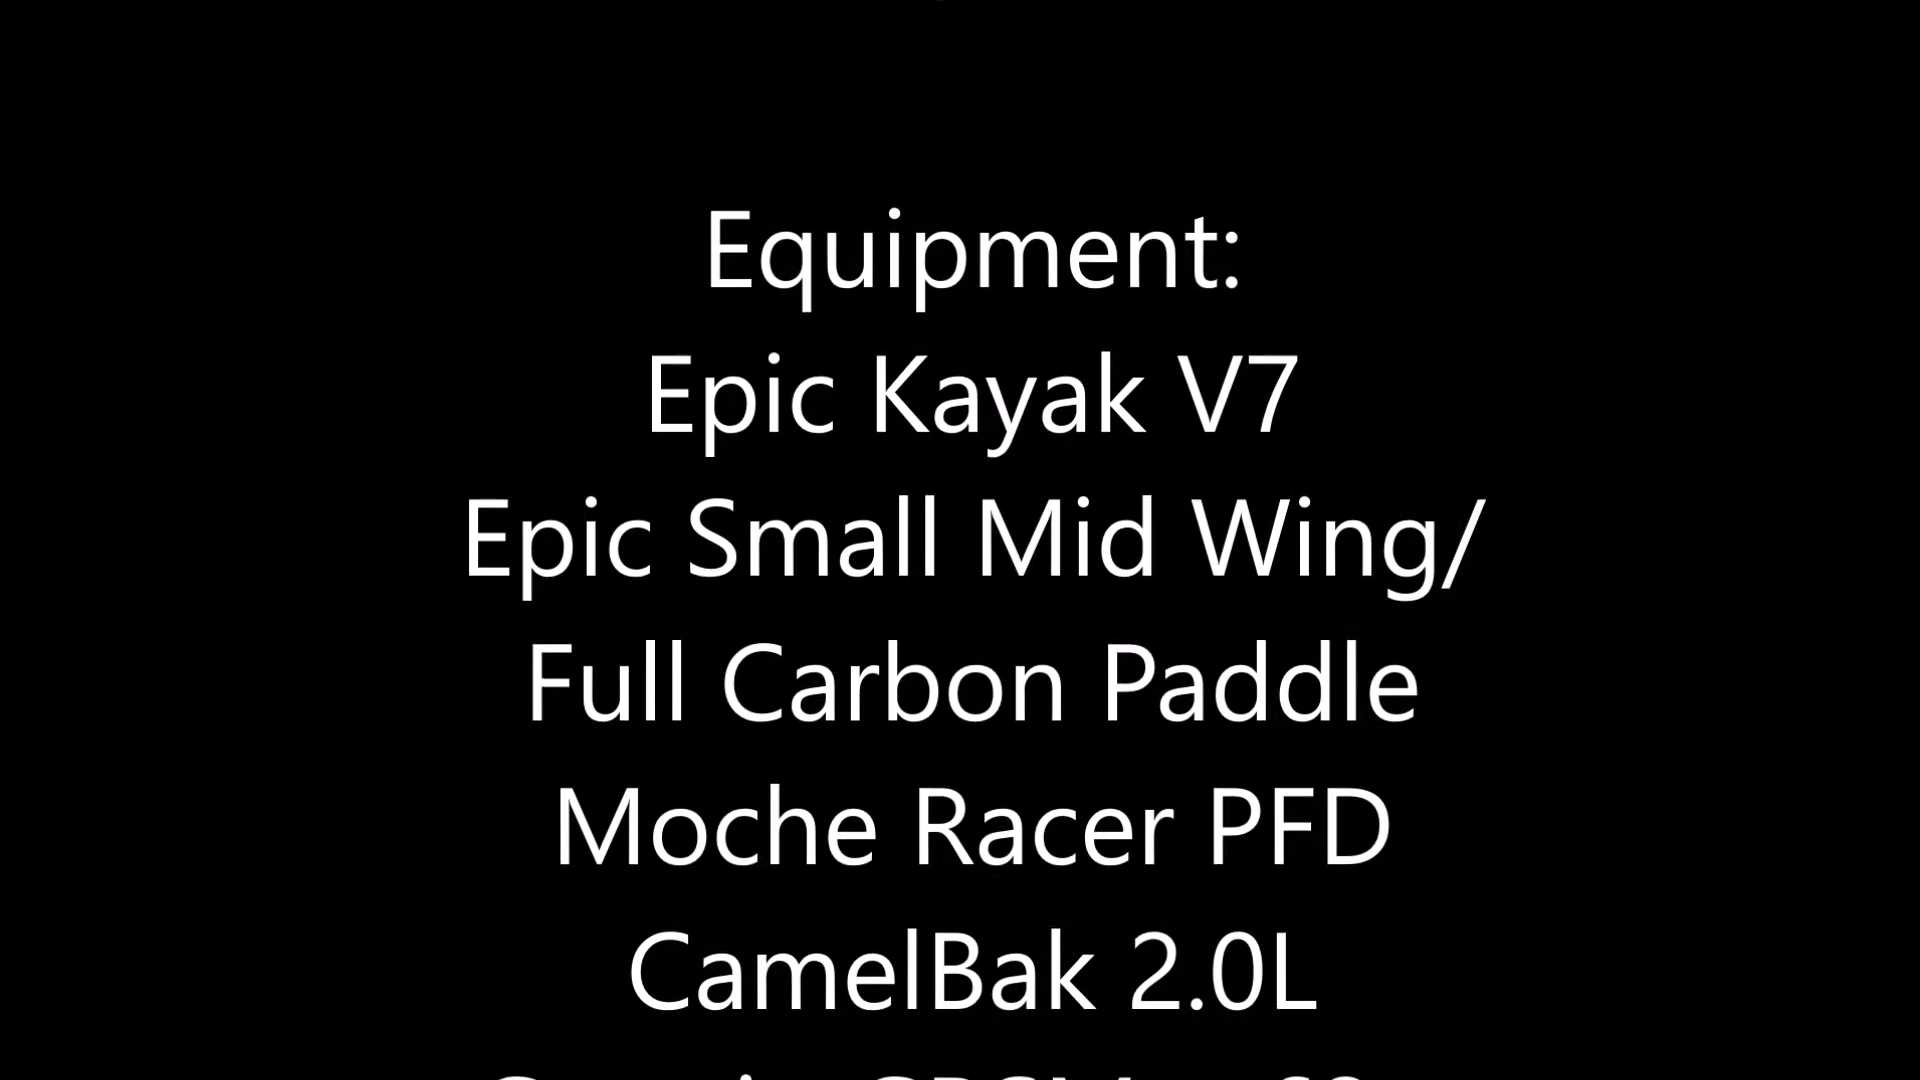 Equipment:
Epic Kayak V7
Epic Small Mid Wing/
Full Carbon Paddle
Moche Racer PFD
CamelBak 2.0L